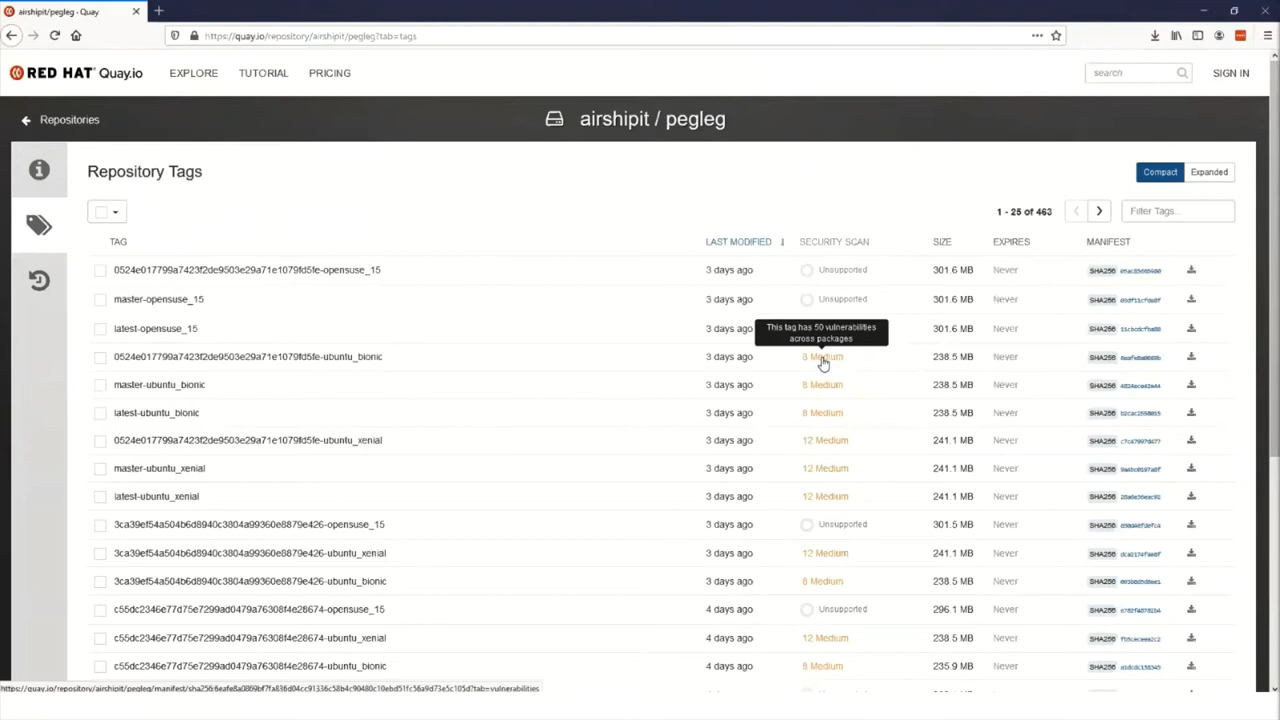 airshipit/pegleg · Quay
https://quay.io/repository/airshipit/pegleg?tab=tags
RED HAT Quay.io EXPLORE TUTORIAL PRICING search SIGN IN
Repositories airshipit / pegleg
Repository Tags Compact Expanded
1 - 25 of 463 Filter Tags...
TAG LAST MODIFIED SECURITY SCAN SIZE EXPIRES MANIFEST
0524e017799a7423f2de9503e29a71e1079fd5fe-opensuse_15 3 days ago Unsupported 301.6 MB Never SHA256
master-opensuse_15 3 days ago Unsupported 301.6 MB Never SHA256
This tag has 50 vulnerabilities
across packages
latest-opensuse_15 3 days ago 301.6 MB Never SHA256
0524e017799a7423f2de9503e29a71e1079fd5fe-ubuntu_bionic 3 days ago 8 Medium 238.5 MB Never SHA256
master-ubuntu_bionic 3 days ago 8 Medium 238.5 MB Never SHA256
latest-ubuntu_bionic 3 days ago 8 Medium 238.5 MB Never SHA256
0524e017799a7423f2de9503e29a71e1079fd5fe-ubuntu_xenial 3 days ago 12 Medium 241.1 MB Never SHA256
master-ubuntu_xenial 3 days ago 12 Medium 241.1 MB Never SHA256
latest-ubuntu_xenial 3 days ago 12 Medium 241.1 MB Never SHA256
3ca39ef54a504b6d8940c3804a99360e8879e426-opensuse_15 3 days ago Unsupported 301.5 MB Never SHA256
3ca39ef54a504b6d8940c3804a99360e8879e426-ubuntu_xenial 3 days ago 12 Medium 241.1 MB Never SHA256
3ca39ef54a504b6d8940c3804a99360e8879e426-ubuntu_bionic 3 days ago 8 Medium 238.5 MB Never SHA256
c55dc2346e77d75e7299ad0479a76308f4e28674-opensuse_15 4 days ago Unsupported 296.1 MB Never SHA256
c55dc2346e77d75e7299ad0479a76308f4e28674-ubuntu_xenial 4 days ago 12 Medium 238.5 MB Never SHA256
c55dc2346e77d75e7299ad0479a76308f4e28674-ubuntu_bionic 4 days ago 8 Medium 235.9 MB Never SHA256